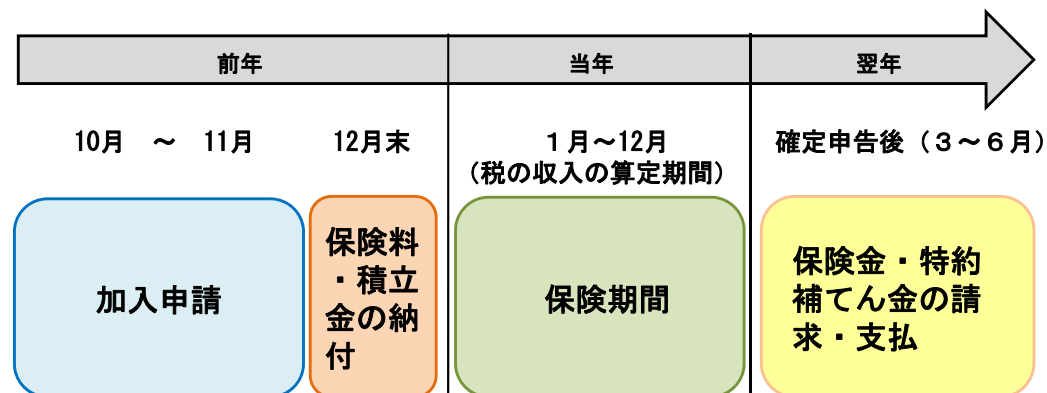 前年 当年 翌年
10月 ～ 11月 12月末 １月～12月 確定申告後（３～６月）
（税の収入の算定期間）
加入申請
保険料
・積立
金の納
付
保険期間
保険金・特約
補てん金の請
求・支払